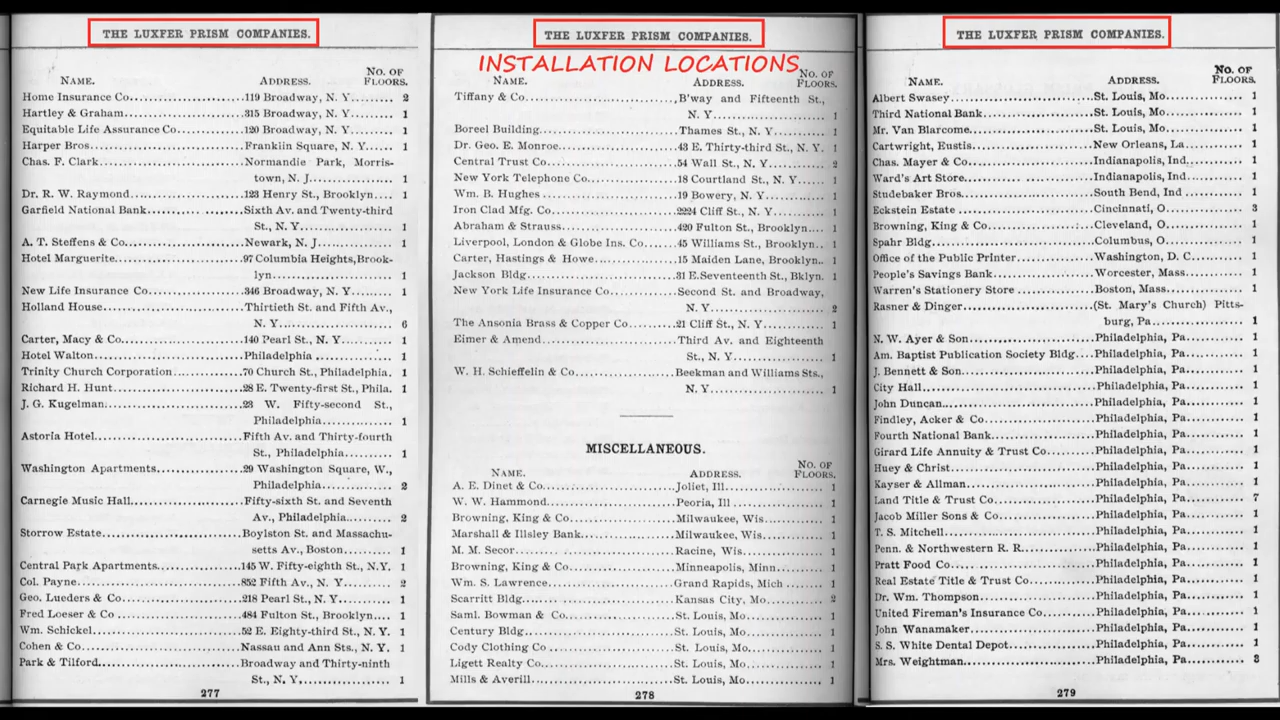 THE LUXFER PRISM COMPANIES.
NAME. ADDRESS. NO. OF FLOORS.
Home Insurance Co. 119 Broadway, N. Y. 2
Hartley & Graham. 315 Broadway, N. Y. 1
Equitable Life Assurance Co. 120 Broadway, N. Y. 1
Harper Bros. Franklin Square, N. Y. 1
Chas. F. Clark. Normandie Park, Morris-
town, N. J. 1
Dr. R. W. Raymond. 123 Henry St., Brooklyn. 1
Garfield National Bank. Sixth Av. and Twenty-third
St., N. Y. 1
A. T. Steffens & Co. Newark, N. J. 1
Hotel Marguerite. 97 Columbia Heights, Brook-
lyn. 1
New Life Insurance Co. 346 Broadway, N. Y. 1
Holland House. Thirtieth St. and Fifth Av.,
N. Y. 6
Carter, Macy & Co. 140 Pearl St., N. Y. 1
Hotel Walton. Philadelphia 1
Trinity Church Corporation 70 Church St., Philadelphia. 1
Richard H. Hunt. 28 E. Twenty-first St., Phila. 1
J. G. Kugelman. 23 W. Fifty-second St.,
Philadelphia. 1
Astoria Hotel. Fifth Av. and Thirty-fourth
St., Philadelphia. 1
Washington Apartments. 29 Washington Square, W.,
Philadelphia. 2
Carnegie Music Hall. Fifty-sixth St. and Seventh
Av., Philadelphia. 2
Storrow Estate. Boylston St. and Massachu-
setts Av., Boston. 1
Central Park Apartments. 145 W. Fifty-eighth St., N.Y. 1
Col. Payne. 852 Fifth Av., N. Y. 2
Geo. Lueders & Co. 218 Pearl St., N. Y. 1
Fred Loeser & Co 484 Fulton St., Brooklyn. 1
Wm. Schickel. 52 E. Eighty-third St., N. Y. 1
Cohen & Co. Nassau and Ann Sts., N. Y. 1
Park & Tilford. Broadway and Thirty-ninth
St., N. Y. 1
277
THE LUXFER PRISM COMPANIES.
INSTALLATION LOCATIONS
NAME. ADDRESS. NO. OF FLOORS.
Tiffany & Co. B'way and Fifteenth St.,
N. Y. 1
Boreel Building. Thames St., N. Y. 1
Dr. Geo. E. Monroe. 43 E. Thirty-third St., N. Y. 1
Central Trust Co. 54 Wall St., N. Y. 2
New York Telephone Co. 18 Courtland St., N. Y. 1
Wm. B. Hughes 19 Bowery, N. Y. 1
Iron Clad Mfg. Co. Cliff St., N. Y. 1
Abraham & Straus. 420 Fulton St., Brooklyn. 1
Liverpool, London & Globe Ins. Co. 45 Williams St., Brooklyn. 1
Carter, Hastings & Howe. 15 Maiden Lane, Brooklyn. 1
Jackson Bldg. 31 E. Seventeenth St., Bklyn. 1
New York Life Insurance Co. Second St. and Broadway,
N. Y. 2
The Ansonia Brass & Copper Co. 21 Cliff St., N. Y. 1
Eimer & Amend. Third Av. and Eighteenth
St., N. Y. 1
W. H. Schieffelin & Co. Beekman and Williams Sts.,
N. Y. 1
MISCELLANEOUS.
NAME. ADDRESS. NO. OF FLOORS.
A. E. Dinet & Co. Joliet, Ill. 1
W. W. Hammond. Peoria, Ill 1
Browning, King & Co. Milwaukee, Wis. 1
Marshall & Illsley Bank. Milwaukee, Wis. 1
M. M. Secor. Racine, Wis. 1
Browning, King & Co. Minneapolis, Minn. 1
Wm. S. Lawrence. Grand Rapids, Mich 1
Scarritt Bldg. Kansas City, Mo. 2
Saml. Bowman & Co. St. Louis, Mo. 1
Century Bldg. St. Louis, Mo. 1
Cody Clothing Co St. Louis, Mo. 1
Ligett Realty Co. St. Louis, Mo. 1
Mills & Averill. St. Louis, Mo. 1
278
THE LUXFER PRISM COMPANIES.
NAME. ADDRESS. NO. OF FLOORS.
Albert Swasey. St. Louis, Mo. 1
Third National Bank. St. Louis, Mo. 1
Mr. Van Blarcome. St. Louis, Mo. 1
Cartwright, Eustis. New Orleans, La. 1
Chas. Mayer & Co. Indianapolis, Ind. 1
Ward's Art Store. Indianapolis, Ind. 1
Studebaker Bros. South Bend, Ind 1
Eckstein Estate Cincinati, O. 3
Browning, King & Co. Cleveland, O. 1
Spahr Bldg. Columbus, O. 1
Office of the Public Printer. Washington, D. C. 1
People's Savings Bank. Worcester, Mass. 1
Warren's Stationery Store Boston, Mass. 1
Rasner & Dinger. (St. Mary's Church) Pitts-
burg, Pa. 1
N. W. Ayer & Son. Philadelphia, Pa. 1
Am. Baptist Publication Society Bldg. Philadelphia, Pa. 1
J. Bennett & Son. Philadelphia, Pa. 1
City Hall. Philadelphia, Pa. 1
John Duncan. Philadelphia, Pa. 1
Findley, Acker & Co. Philadelphia, Pa. 1
Fourth National Bank. Philadelphia, Pa. 1
Girard Life Annuity & Trust Co. Philadelphia, Pa. 1
Huey & Christ. Philadelphia, Pa. 1
Kayser & Allman. Philadelphia, Pa. 1
Land Title & Trust Co. Philadelphia, Pa. 7
Jacob Miller Sons & Co. Philadelphia, Pa. 1
T. S. Mitchell. Philadelphia, Pa. 1
Penn. & Northwestern R. R. Philadelphia, Pa. 1
Pratt Food Co. Philadelphia, Pa. 1
Real Estate Title & Trust Co. Philadelphia, Pa. 1
Dr. Wm. Thompson. Philadelphia, Pa. 1
United Fireman's Insurance Co. Philadelphia, Pa. 1
John Wanamaker. Philadelphia, Pa. 1
S. S. White Dental Depot. Philadelphia, Pa. 1
Mrs. Weightman. Philadelphia, Pa. 3
279